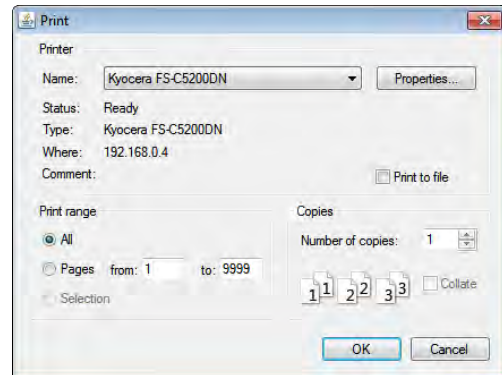 Print
Printer
Name: Kyocera FS-C5200DN Properties...
Status: Ready
Type: Kyocera FS-C5200DN
Where: 192.168.0.4
Comment: Print to file
Print range
All
Pages from: 1 to: 9999
Selection
Copies
Number of copies: 1
1 1 2 2 3 3 Collate
OK Cancel